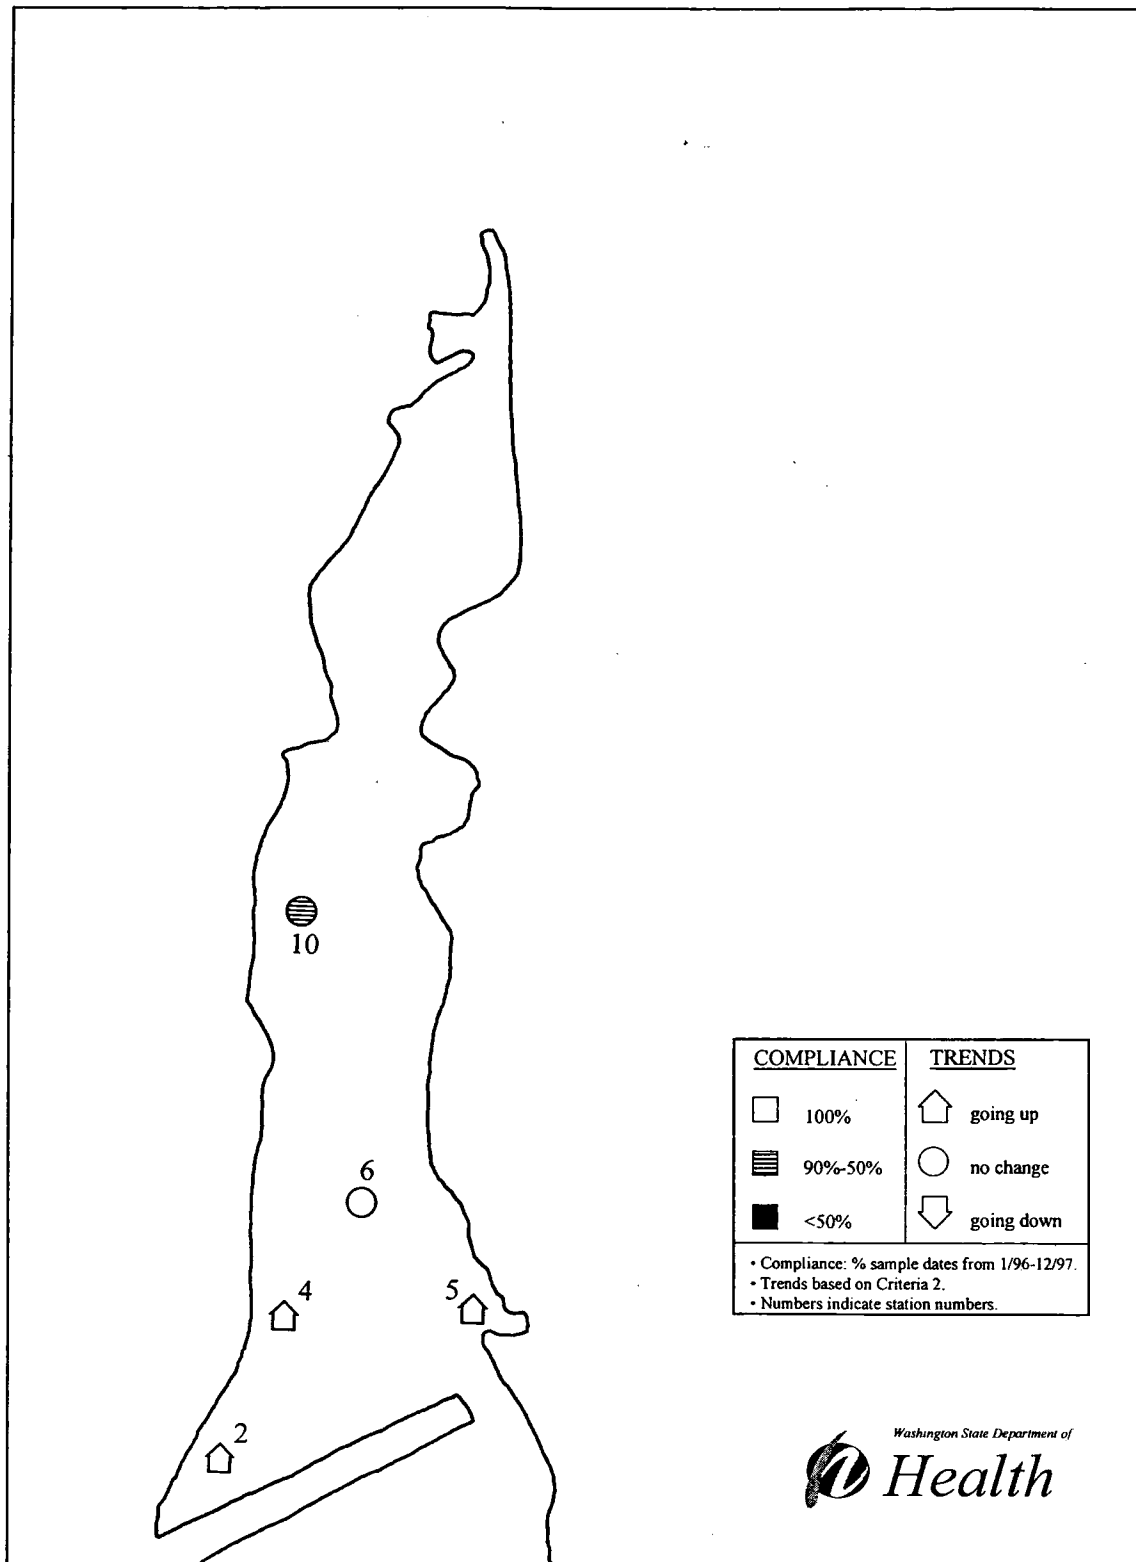 10
6
4
5
2
COMPLIANCE TRENDS
100% going up
90%-50% no change
<50% going down
• Compliance: % sample dates from 1/96-12/97.
• Trends based on Criteria 2.
• Numbers indicate station numbers.
Washington State Department of
Health